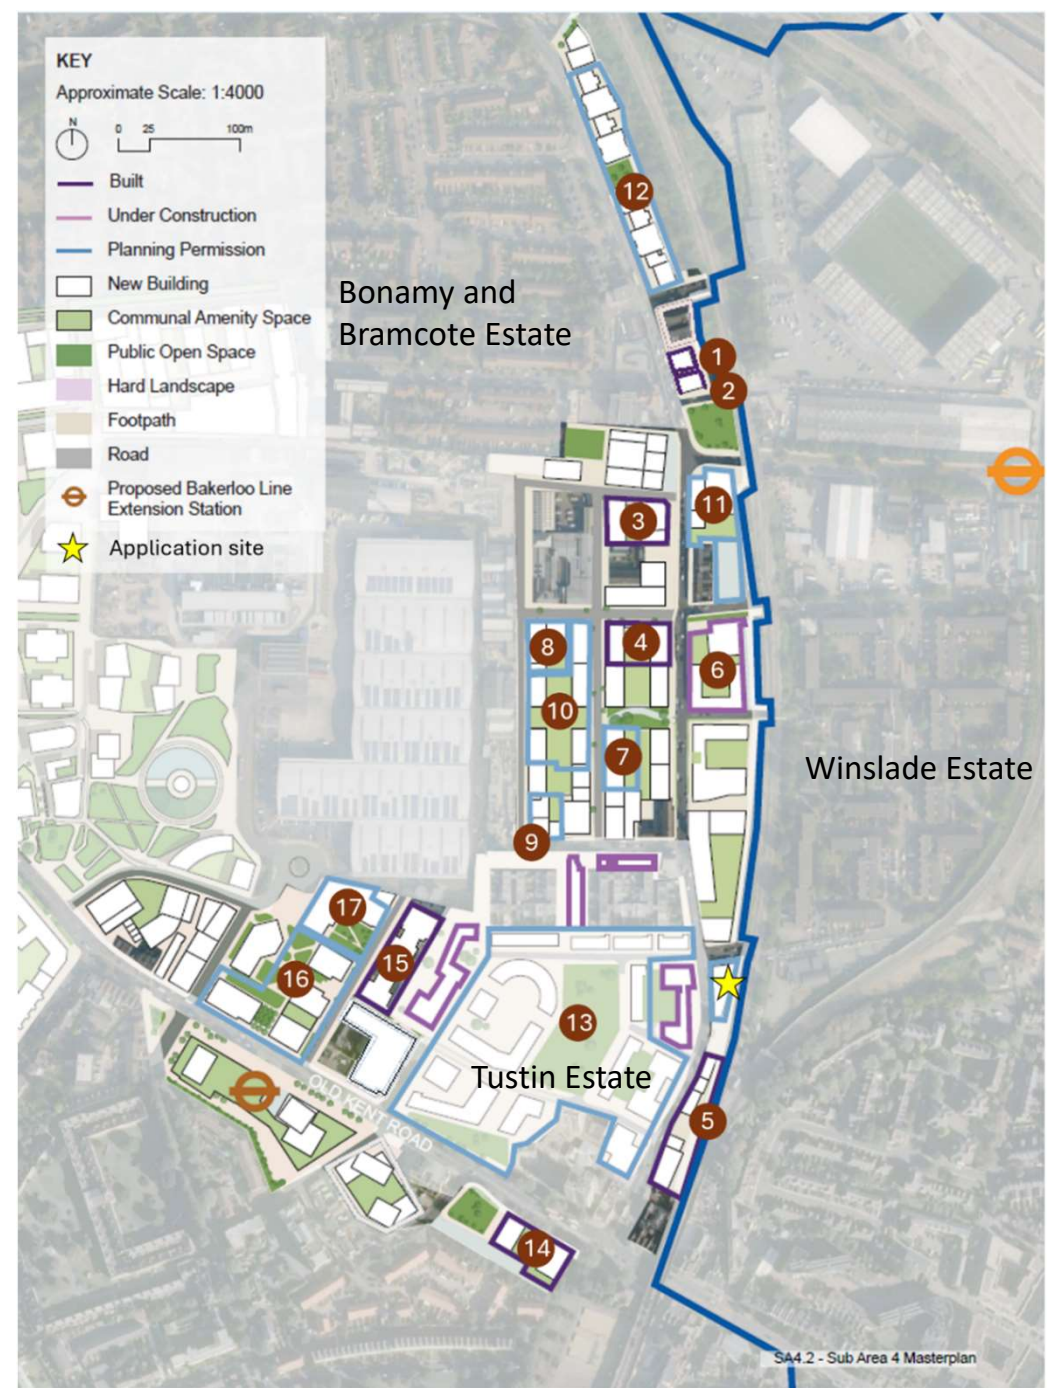 KEY
Approximate Scale: 1:4000
N
0 25 100m
Built
Under Construction
Planning Permission
New Building
Communal Amenity Space
Public Open Space
Hard Landscape
Footpath
Road
Proposed Bakerloo Line
Extension Station
Application site
12
Bonamy and
Bramcote Estate
1
2
11
3
4
8
6
10
7
Winslade Estate
9
17
15
16
13
Tustin Estate
OLD KENT ROAD
5
14
SA4.2 - Sub Area 4 Masterplan